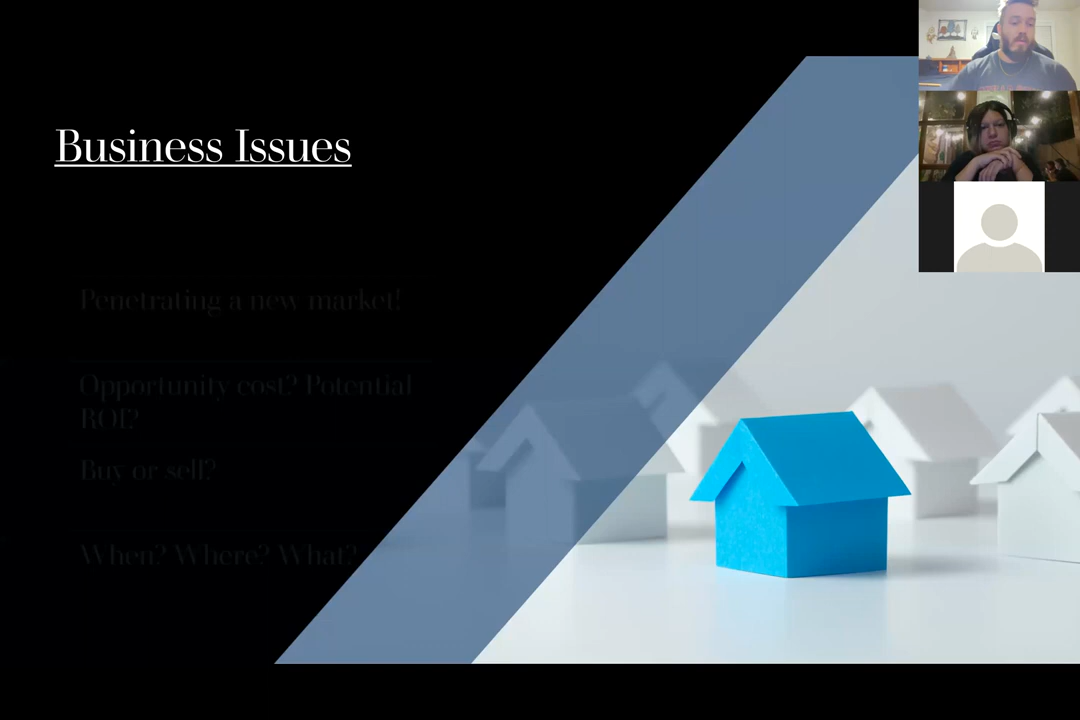 Business Issues
Penetrating a new market!
Opportunity cost? Potential
ROI?
Buy or sell?
When? Where? What?